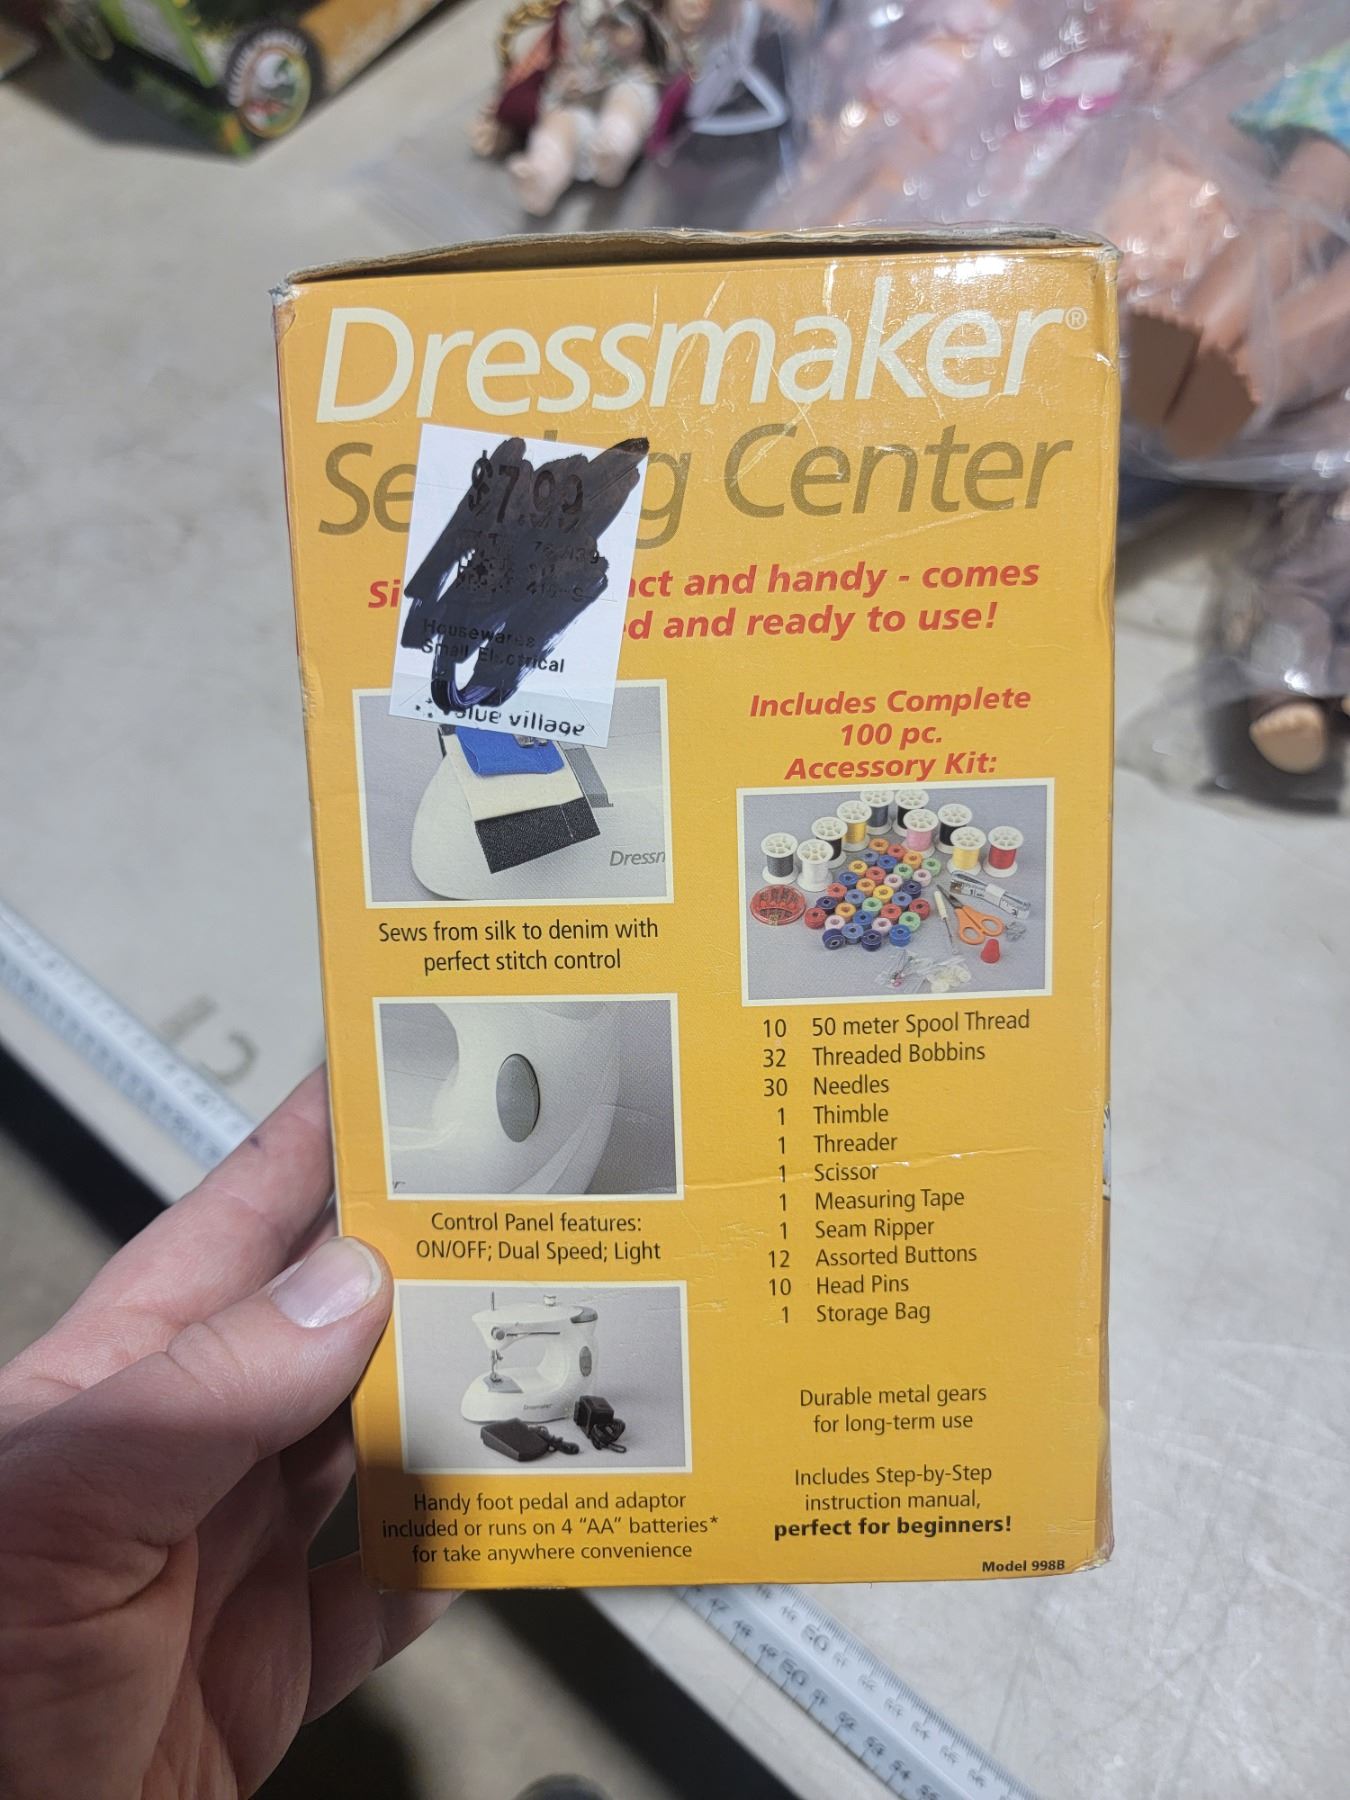 Dressmaker®
Se g Center
$7.99
Housewares
Small Electrical
value village
Si act and handy - comes
d and ready to use!
Includes Complete
100 pc.
Accessory Kit:
Dressm
Sews from silk to denim with
perfect stitch control
Control Panel features:
ON/OFF; Dual Speed; Light
Dressmaker
Handy foot pedal and adaptor
included or runs on 4 “AA” batteries*
for take anywhere convenience
10 50 meter Spool Thread
32 Threaded Bobbins
30 Needles
1 Thimble
1 Threader
1 Scissor
1 Measuring Tape
1 Seam Ripper
12 Assorted Buttons
10 Head Pins
1 Storage Bag
Durable metal gears
for long-term use
Includes Step-by-Step
instruction manual,
perfect for beginners!
Model 998B